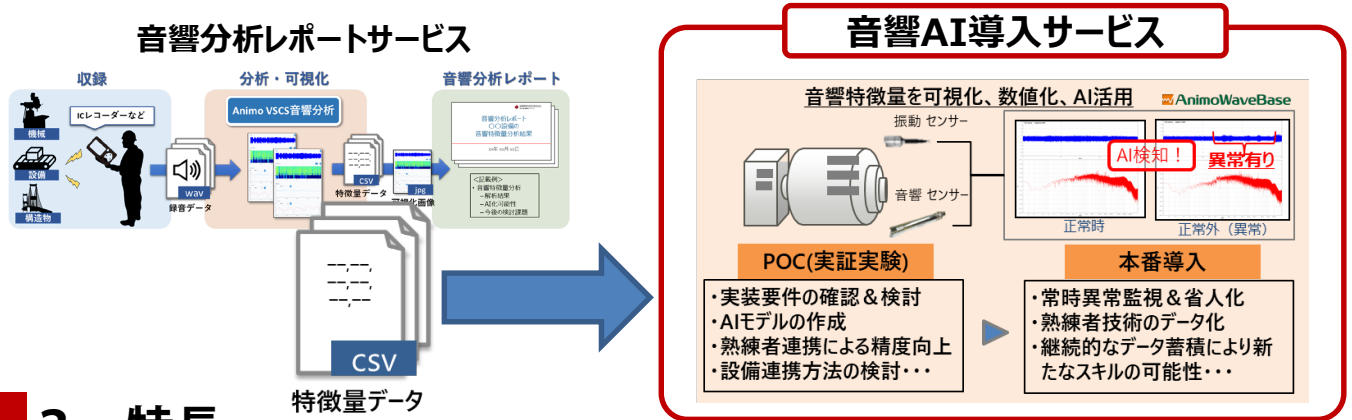 音響分析レポートサービス
収録
ICレコーダーなど
機械
設備
構造物
wav
録音データ
分析・可視化
Animo VSCS音響分析
csv
特徴量データ
jpg
可視化画像
音響分析レポート
音響分析レポート
〇〇設備の
音響特徴量分析結果
<記載例>
・音響特徴量分析
－解析結果
－AI化可能性
－今後の検討課題
CSV
特徴量データ
音響AI導入サービス
音響特徴量を可視化、数値化、AI活用
AnimoWaveBase
振動 センサー
音響 センサー
AI検知！
異常有り
正常時
正常外（異常）
POC(実証実験)
・実装要件の確認＆検討
・AIモデルの作成
・熟練者連携による精度向上
・設備連携方法の検討・・・
本番導入
・常時異常監視＆省人化
・熟練者技術のデータ化
・継続的なデータ蓄積により新
たなスキルの可能性・・・